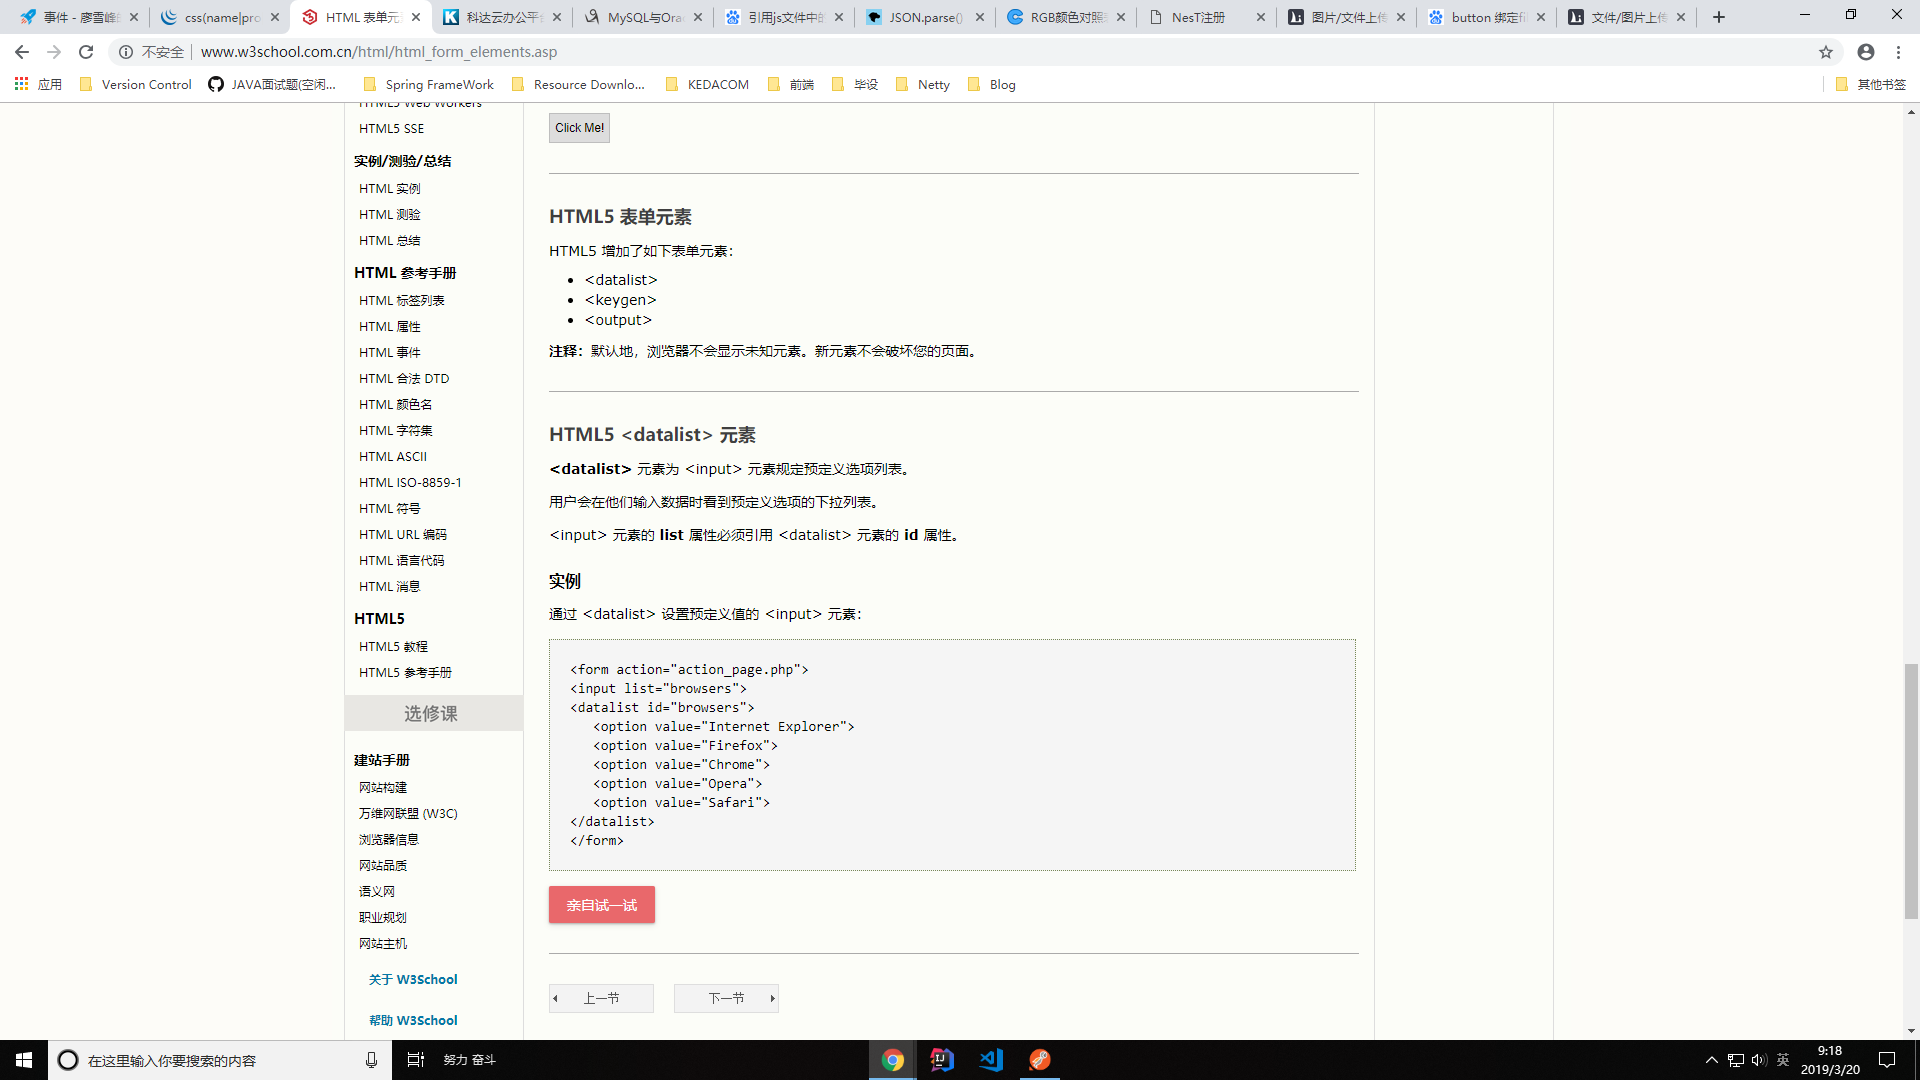 事件 - 廖雪峰的
css(name|pro
HTML 表单元素
科达云办公平台
MySQL与Ora
引用js文件中的
JSON.parse()
RGB颜色对照表
NesT注册
图片/文件上传
button 绑定fil
文件/图片上传
不安全 www.w3school.com.cn/html/html_form_elements.asp
应用 Version Control JAVA面试题(空闲... Spring FrameWork Resource Downlo... KEDACOM 前端 毕设 Netty Blog 其他书签
HTML5 Web Workers
HTML5 SSE
实例/测验/总结
HTML 实例
HTML 测验
HTML 总结
HTML 参考手册
HTML 标签列表
HTML 属性
HTML 事件
HTML 合法 DTD
HTML 颜色名
HTML 字符集
HTML ASCII
HTML ISO-8859-1
HTML 符号
HTML URL 编码
HTML 语言代码
HTML 消息
HTML5
HTML5 教程
HTML5 参考手册
选修课
建站手册
网站构建
万维网联盟 (W3C)
浏览器信息
网站品质
语义网
职业规划
网站主机
关于 W3School
帮助 W3School
Click Me!
HTML5 表单元素
HTML5 增加了如下表单元素：
<datalist>
<keygen>
<output>
注释：默认地，浏览器不会显示未知元素。新元素不会破坏您的页面。
HTML5 <datalist> 元素
<datalist> 元素为 <input> 元素规定预定义选项列表。
用户会在他们输入数据时看到预定义选项的下拉列表。
<input> 元素的 list 属性必须引用 <datalist> 元素的 id 属性。
实例
通过 <datalist> 设置预定义值的 <input> 元素：
<form action="action_page.php">
<input list="browsers">
<datalist id="browsers">
<option value="Internet Explorer">
<option value="Firefox">
<option value="Chrome">
<option value="Opera">
<option value="Safari">
</datalist>
</form>
亲自试一试
上一节
下一节
在这里输入你要搜索的内容
努力 奋斗
英
9:18
2019/3/20